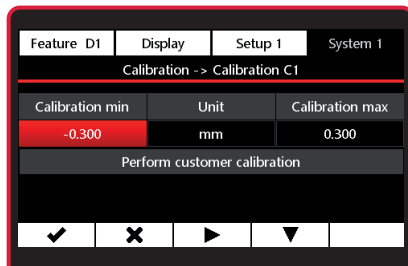 Feature D1 Display Setup 1 System 1
Calibration -> Calibration C1
Calibration min Unit Calibration max
-0.300 mm 0.300
Perform customer calibration